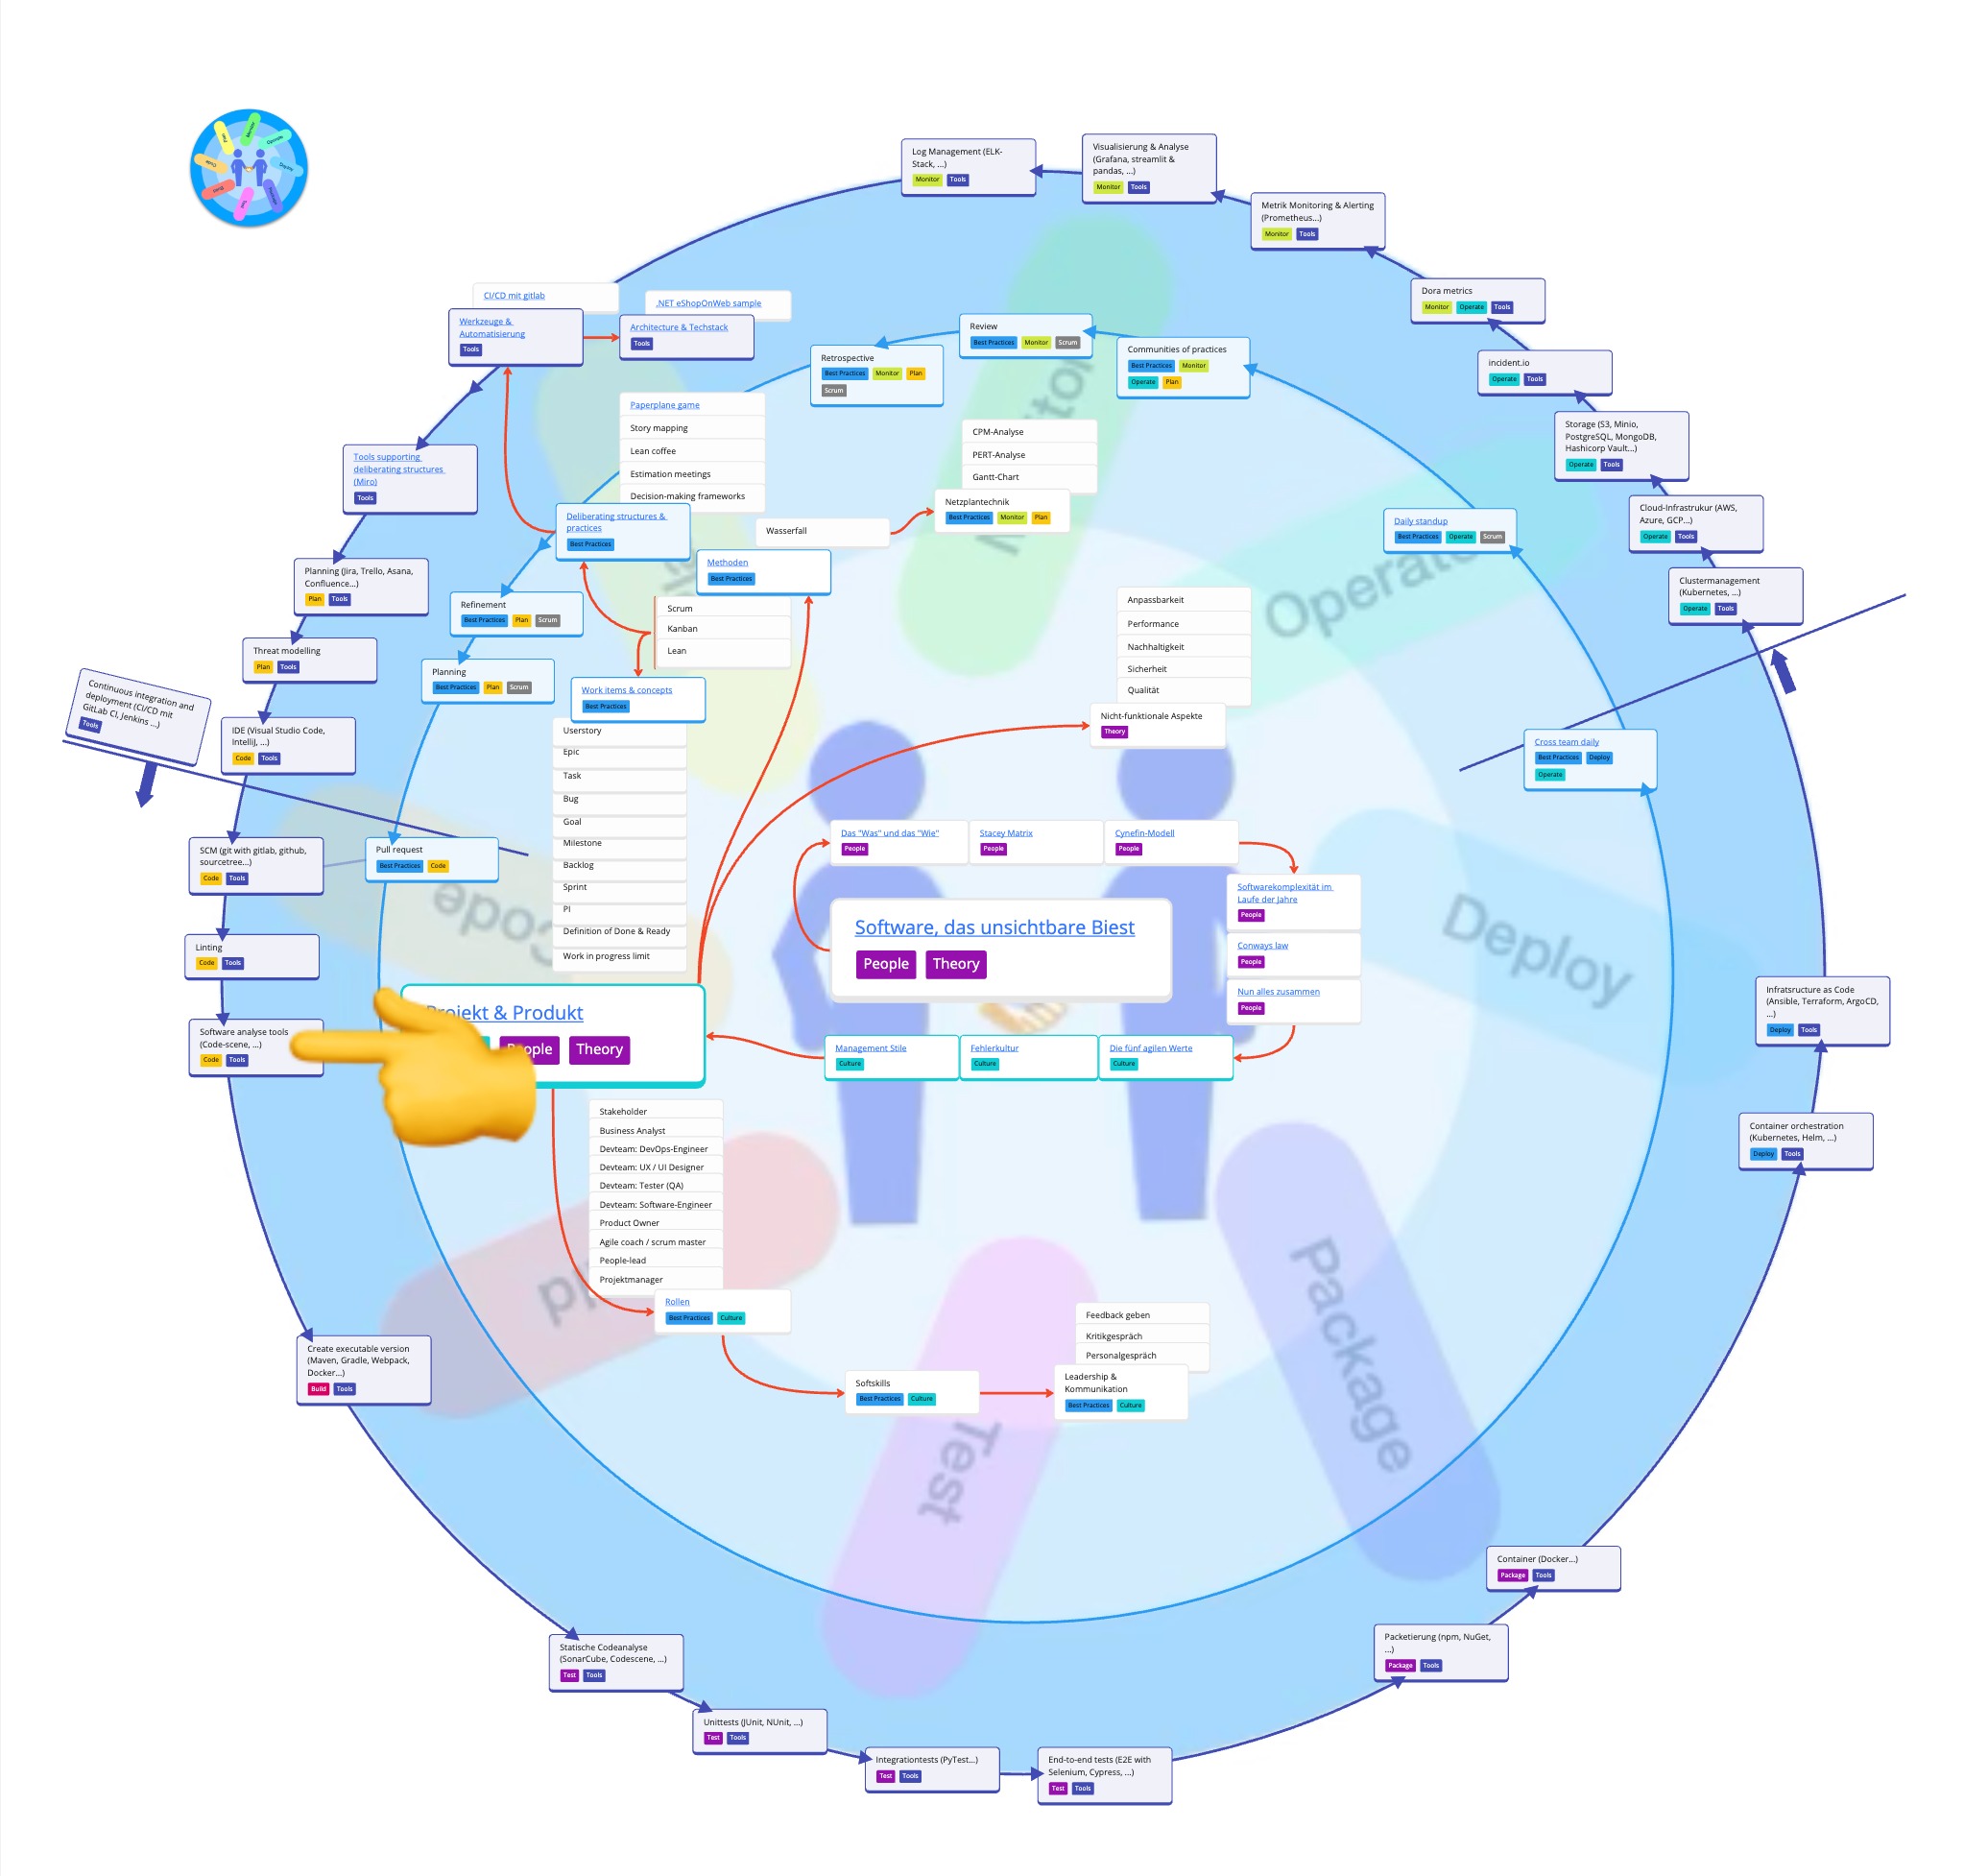 Log Management (ELK-
Stack, ...)
Monitor Tools
Visualisierung & Analyse
(Grafana, streamlit &
pandas, ...)
Monitor Tools
Metrik Monitoring & Alerting
(Prometheus...)
Monitor Tools
Dora metrics
Monitor Operate Tools
incident.io
Operate Tools
Storage (S3, Minio,
PostgreSQL, MongoDB,
Hashicorp Vault...)
Operate Tools
Cloud-Infrastrukur (AWS,
Azure, GCP...)
Operate Tools
Clustermanagement
(Kubernetes, ...)
Operate Tools
CI/CD mit gitlab
Werkzeuge &
Automatisierung
Tools
.NET eShopOnWeb sample
Architecture & Techstack
Tools
Retrospective
Best Practices Monitor Plan
Scrum
Review
Best Practices Monitor Scrum
Communities of practices
Best Practices Monitor
Operate Plan
Daily standup
Best Practices Operate Scrum
Cross team daily
Best Practices Deploy
Operate
Tools supporting
deliberating structures
(Miro)
Tools
Planning (Jira, Trello, Asana,
Confluence...)
Plan Tools
Threat modelling
Plan Tools
Continuous integration and
deployment (CI/CD mit
GitLab CI, Jenkins ...)
Tools
IDE (Visual Studio Code,
IntelliJ, ...)
Code Tools
SCM (git with gitlab, github,
sourcetree...)
Code Tools
Linting
Code Tools
Software analyse tools
(Code-scene, ...)
Code Tools
Paperplane game
Story mapping
Lean coffee
Estimation meetings
Decision-making frameworks
Deliberating structures &
practices
Best Practices
Refinement
Best Practices Plan Scrum
Planning
Best Practices Plan Scrum
Pull request
Best Practices Code
CPM-Analyse
PERT-Analyse
Gantt-Chart
Netzplantechnik
Best Practices Monitor Plan
Wasserfall
Methoden
Best Practices
Scrum
Kanban
Lean
Work items & concepts
Best Practices
Userstory
Epic
Task
Bug
Goal
Milestone
Backlog
Sprint
PI
Definition of Done & Ready
Work in progress limit
Anpassbarkeit
Performance
Nachhaltigkeit
Sicherheit
Qualität
Nicht-funktionale Aspekte
Theory
Das "Was" und das "Wie"
People
Stacey Matrix
People
Cynefin-Modell
People
Softwarekomplexität im
Laufe der Jahre
People
Conways law
People
Nun alles zusammen
People
Software, das unsichtbare Biest
People Theory
Projekt & Produkt
People Theory
Management Stile
Culture
Fehlerkultur
Culture
Die fünf agilen Werte
Culture
Stakeholder
Business Analyst
Devteam: DevOps-Engineer
Devteam: UX / UI Designer
Devteam: Tester (QA)
Devteam: Software-Engineer
Product Owner
Agile coach / scrum master
People-lead
Projektmanager
Rollen
Best Practices Culture
Softskills
Best Practices Culture
Feedback geben
Kritikgespräch
Personalgespräch
Leadership &
Kommunikation
Best Practices Culture
Infratsructure as Code
(Ansible, Terraform, ArgoCD,
...)
Deploy Tools
Container orchestration
(Kubernetes, Helm, ...)
Deploy Tools
Create executable version
(Maven, Gradle, Webpack,
Docker...)
Build Tools
Statische Codeanalyse
(SonarCube, Codescene, ...)
Test Tools
Unittests (JUnit, NUnit, ...)
Test Tools
Integrationtests (PyTest...)
Test Tools
End-to-end tests (E2E with
Selenium, Cypress, ...)
Test Tools
Packetierung (npm, NuGet,
...)
Package Tools
Container (Docker...)
Package Tools
Operate
Deploy
Package
Test
Code